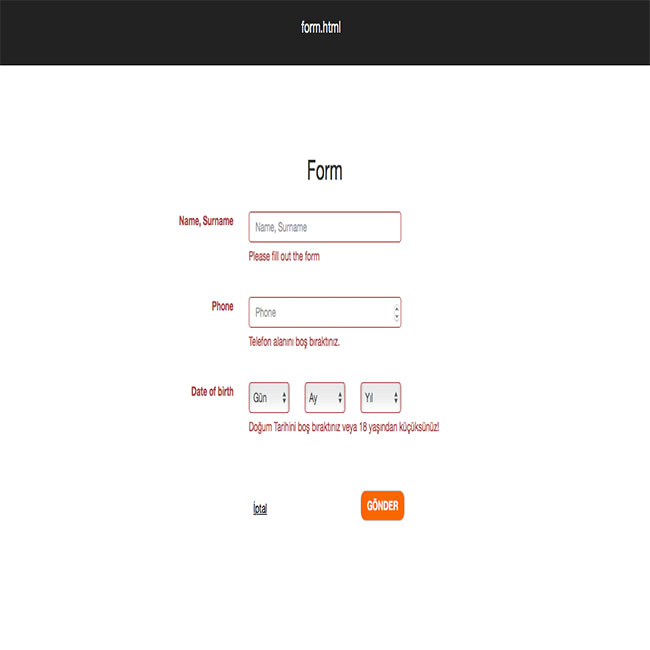 form.html
Form
Name, Surname
Name, Surname
Please fill out the form
Phone
Phone
Telefon alanını boş bıraktınız.
Date of birth
Gün Ay Yıl
Doğum Tarihini boş bıraktınız veya 18 yaşından küçüksünüz!
İptal GÖNDER